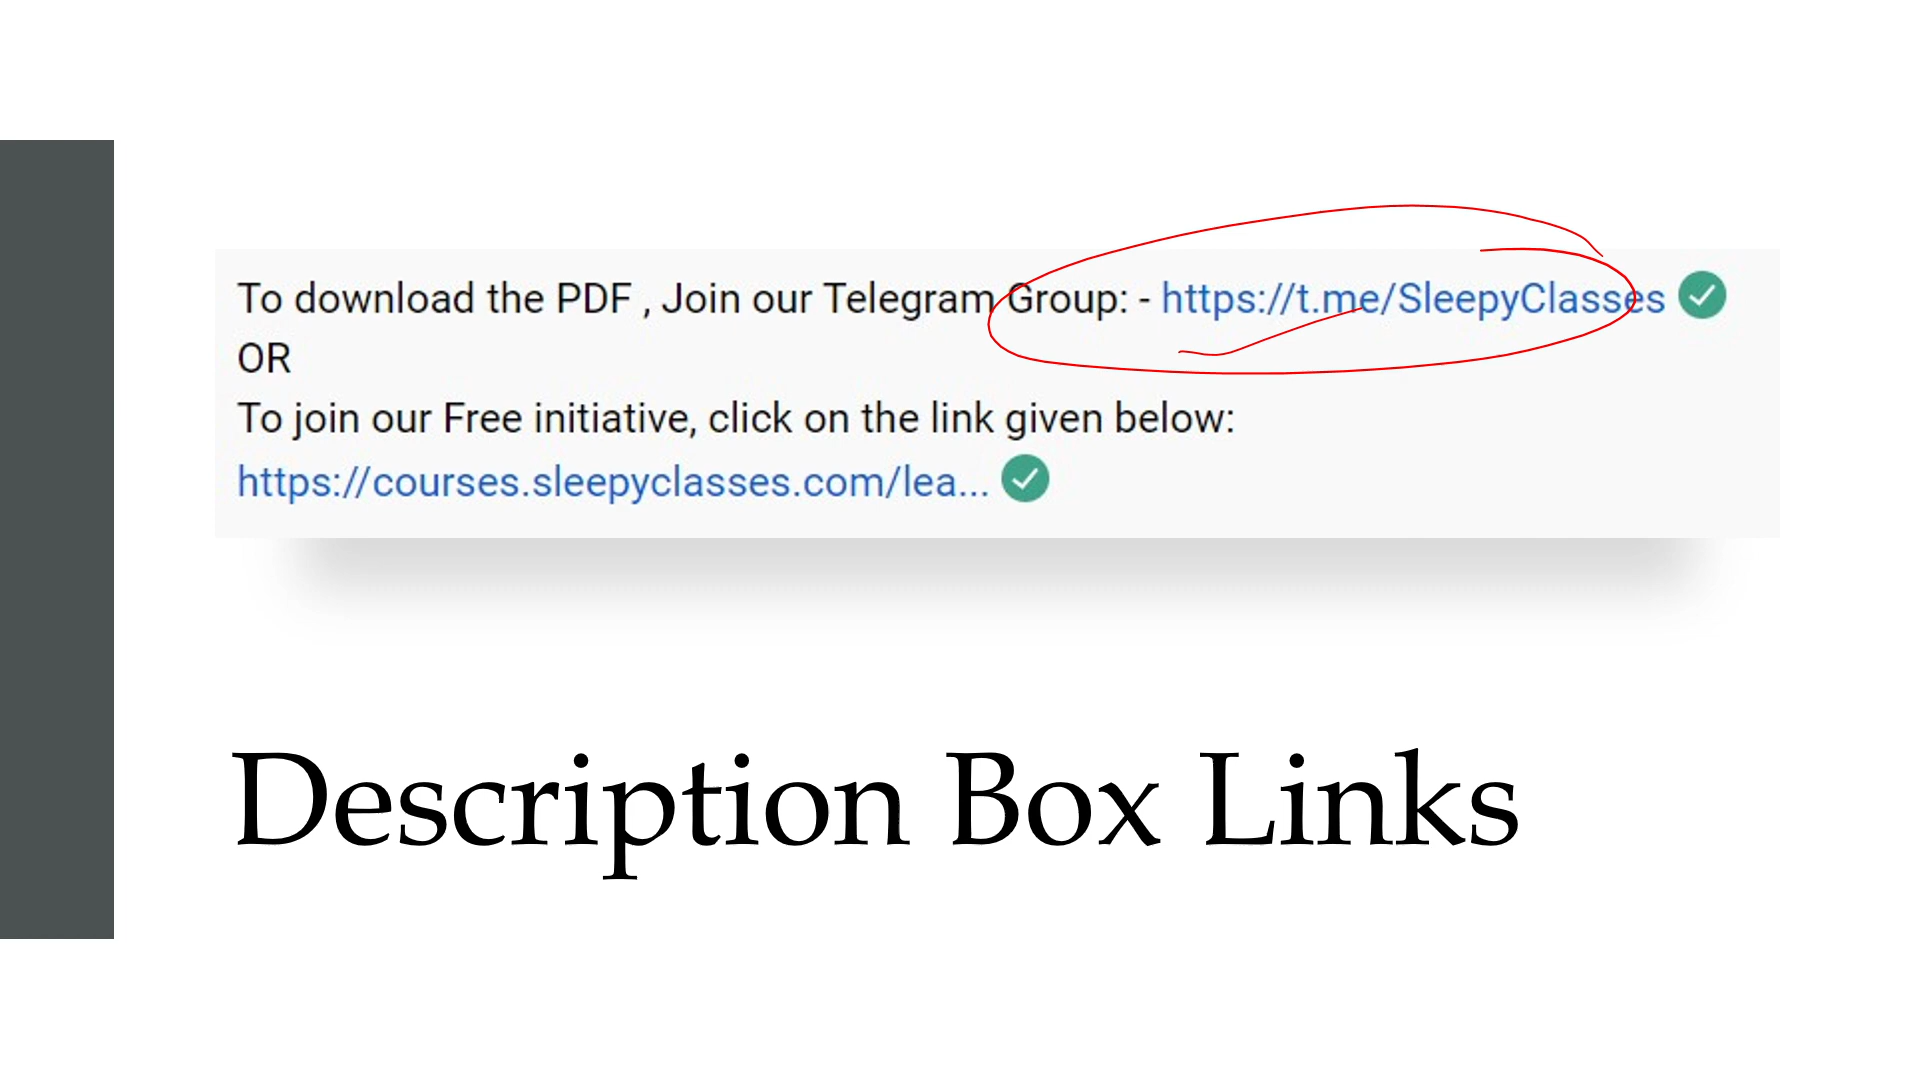 To download the PDF , Join our Telegram Group: - https://t.me/SleepyClasses
OR
To join our Free initiative, click on the link given below:
https://courses.sleepyclasses.com/lea...
Description Box Links